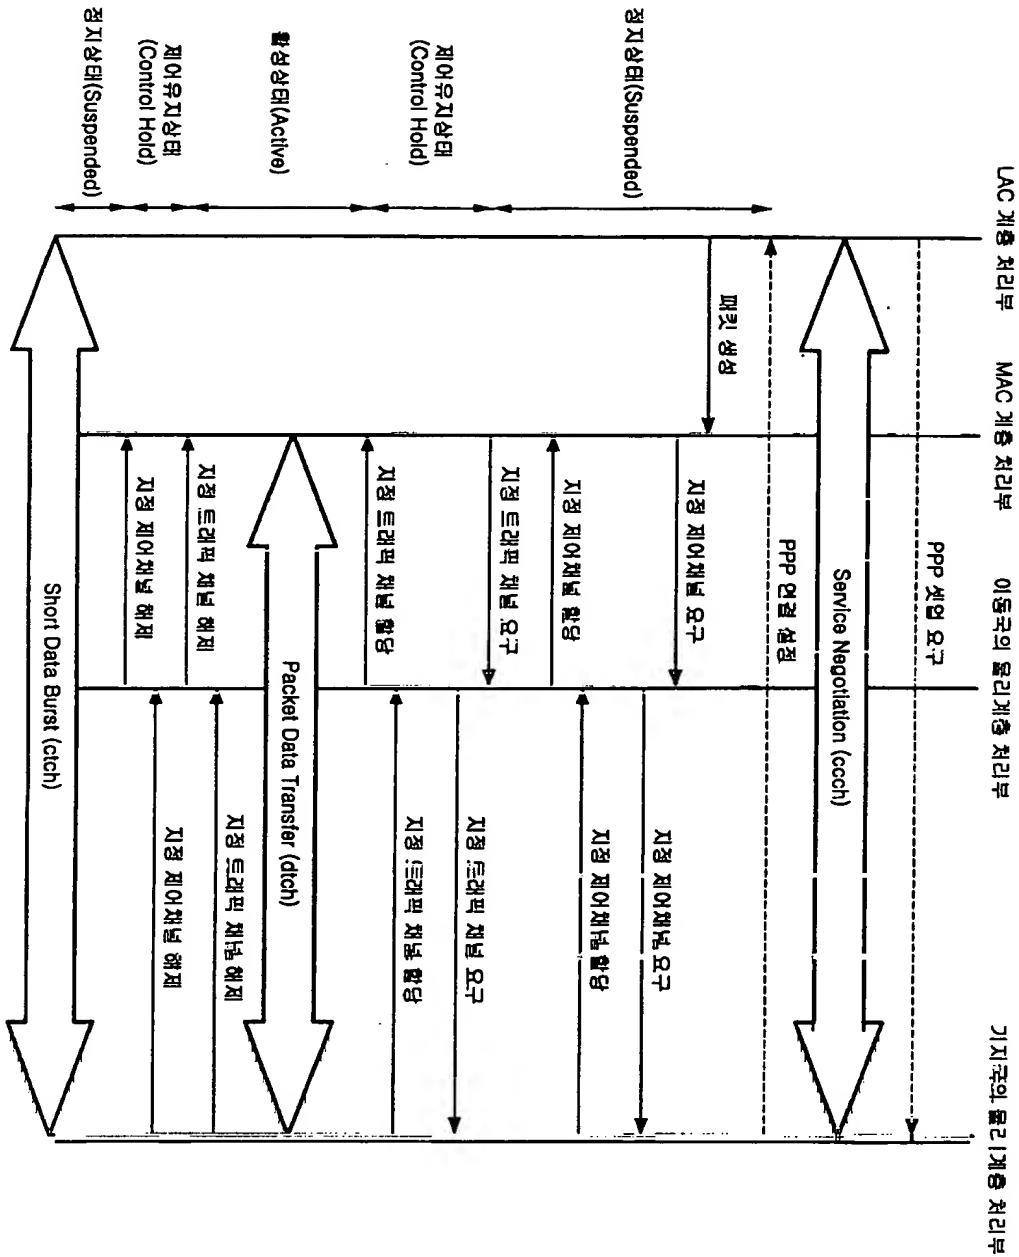 LAC 계층 처리부
MAC 계층 처리부
이동국의 물리계층 처리부
기지국의 물리계층 처리부
PPP 셋업 요구
Service Negotiation (ccch)
PPP 연결 설정
정지상태(Suspended)
패킷 생성
지정 제어채널 요구
지정 제어채널 요구
지정 제어채널 할당
지정 제어채널 할당
제어유지상태
(Control Hold)
지정 트래픽 채널 요구
지정 트래픽 채널 요구
지정 트래픽 채널 할당
지정 트래픽 채널 할당
활성상태(Active)
Packet Data Transfer (dtch)
제어유지상태
(Control Hold)
지정 트래픽 채널 해제
지정 트래픽 채널 해제
지정 제어채널 해제
지정 제어채널 해제
정지상태(Suspended)
Short Data Burst (ctch)